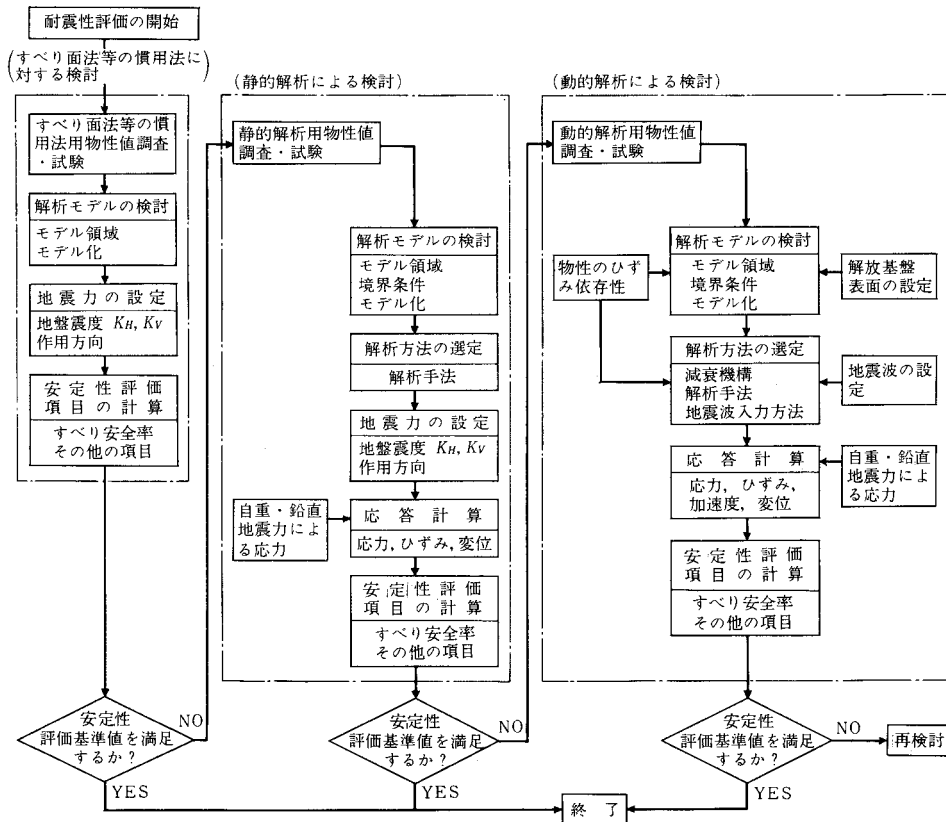 耐震性評価の開始
(すべり面法等の慣用法に
対する検討)
すべり面法等の慣
用法用物性値調査
・試験
解析モデルの検討
モデル領域
モデル化
地震力の設定
地盤震度 KH, KV
作用方向
安定性評価
項目の計算
すべり安全率
その他の項目
安定性
評価基準値を満足
するか?
NO
YES
(静的解析による検討)
静的解析用物性値
調査・試験
解析モデルの検討
モデル領域
境界条件
モデル化
解析方法の選定
解析手法
地震力の設定
地盤震度 KH, KV
作用方向
自重・鉛直
地震力によ
る応力
応答計算
応力,ひずみ,変位
安定性評価
項目の計算
すべり安全率
その他の項目
安定性
評価基準値を満足
するか?
NO
YES
(動的解析による検討)
動的解析用物性値
調査・試験
物性のひず
み依存性
解析モデルの検討
モデル領域
境界条件
モデル化
解放基盤
表面の設定
解析方法の選定
減衰機構
解析手法
地震波入力方法
地震波の設
定
応答計算
応力,ひずみ,
加速度,変位
自重・鉛直
地震力によ
る応力
安定性評価
項目の計算
すべり安全率
その他の項目
安定性
評価基準値を満足
するか?
NO
再検討
YES
終了